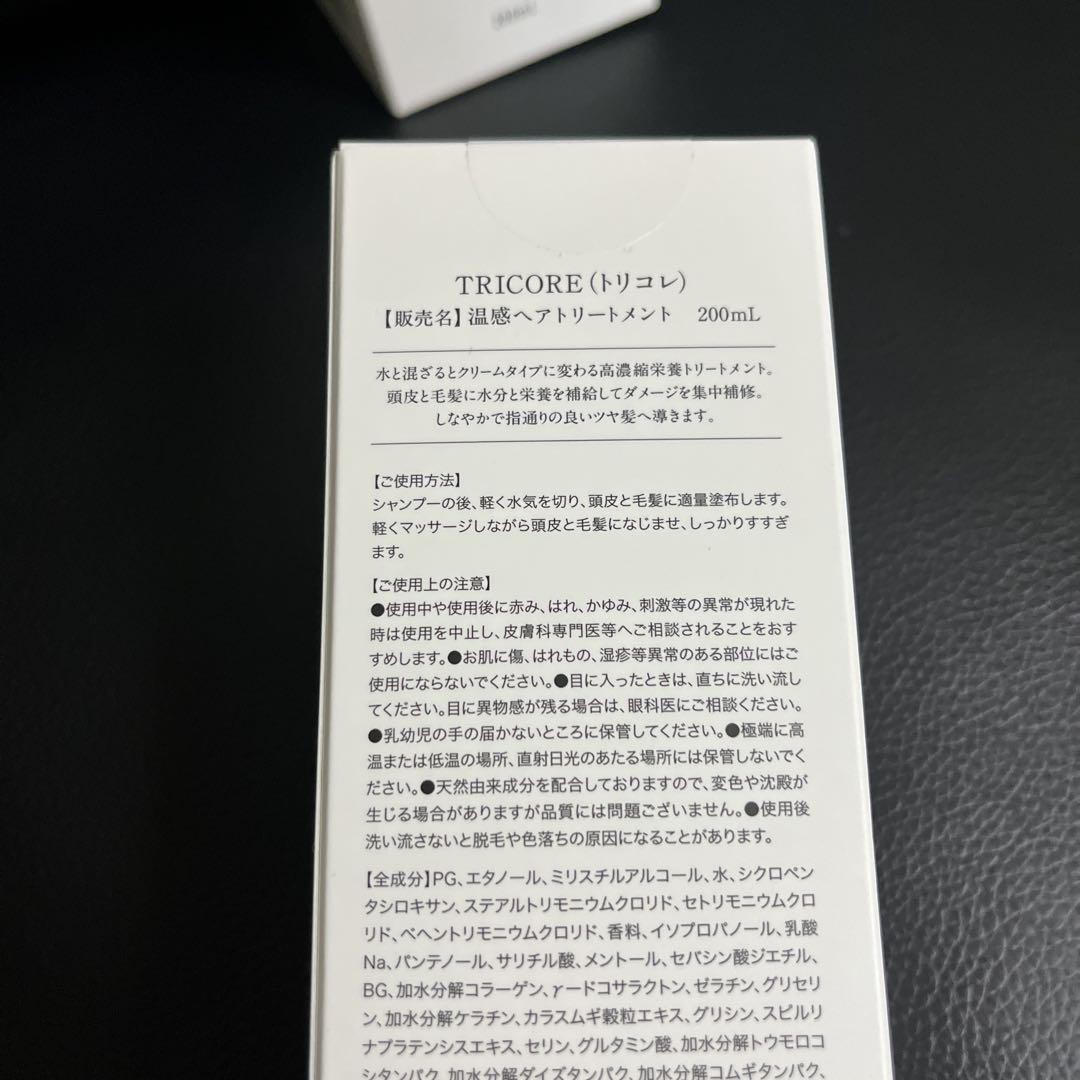 TRICORE(トリコレ)
【販売名】温感ヘアトリートメント 200mL
水と混ざるとクリームタイプに変わる高濃縮栄養トリートメント。
頭皮と毛髪に水分と栄養を補給してダメージを集中補修。
しなやかで指通りの良いツヤ髪へ導きます。
【ご使用方法】
シャンプーの後、軽く水気を切り、頭皮と毛髪に適量塗布します。
軽くマッサージしながら頭皮と毛髪になじませ、しっかりすすぎ
ます。
【ご使用上の注意】
●使用中や使用後に赤み、はれ、かゆみ、刺激等の異常が現れた
時は使用を中止し、皮膚科専門医等へご相談されることをおす
すめします。●お肌に傷、はれもの、湿疹等異常のある部位にはご
使用にならないでください。●目に入ったときは、直ちに洗い流し
てください。目に異物感が残る場合は、眼科医にご相談ください。
●乳幼児の手の届かないところに保管してください。●極端に高
温または低温の場所、直射日光のあたる場所には保管しないでく
ださい。●天然由来成分を配合しておりますので、変色や沈殿が
生じる場合がありますが品質には問題ございません。●使用後
洗い流さないと脱毛や色落ちの原因になることがあります。
【全成分】PG、エタノール、ミリスチルアルコール、水、シクロペン
タシロキサン、ステアルトリモニウムクロリド、セトリモニウムクロ
リド、ベヘントリモニウムクロリド、香料、イソプロパノール、乳酸
Na、パンテノール、サリチル酸、メントール、セバシン酸ジエチル、
BG、加水分解コラーゲン、γードコサラクトン、ゼラチン、グリセリ
ン、加水分解ケラチン、カラスムギ穀粒エキス、グリシン、スピルリ
ナプラテンシスエキス、セリン、グルタミン酸、加水分解トウモロコ
シタンパク、加水分解ダイズタンパク、加水分解コムギタンパク、